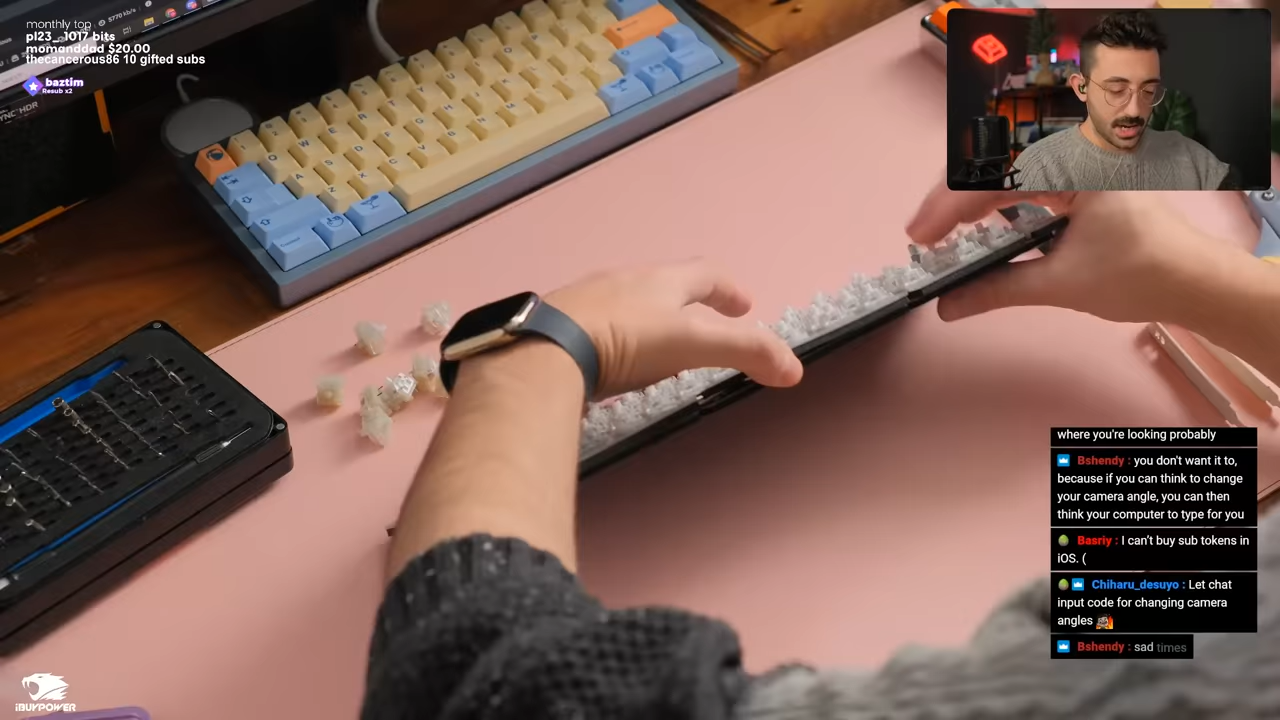 monthly top
pl23_ 1017 bits
momanddad $20.00
thecancerous86 10 gifted subs
baztim
Resub x2
where you're looking probably
Bshendy : you don't want it to,
because if you can think to change
your camera angle, you can then
think your computer to type for you
Basriy : I can't buy sub tokens in
iOS. (
Chiharu_desuyo : Let chat
input code for changing camera
angles
Bshendy : sad times
iBUYPOWER